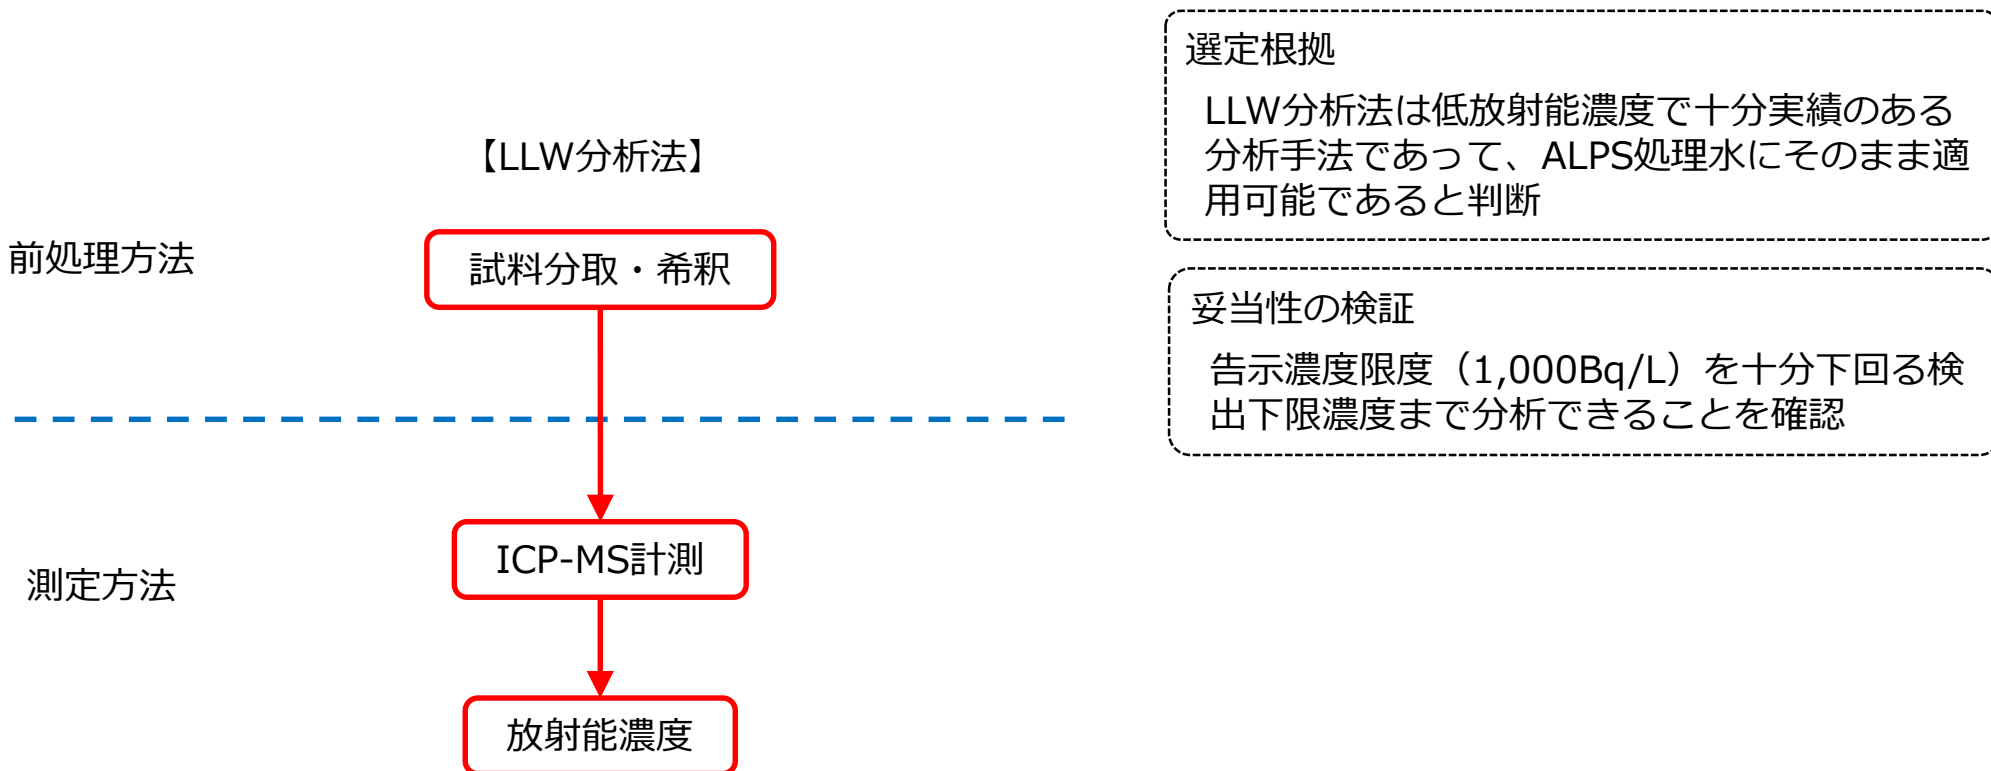 【LLW分析法】
前処理方法
試料分取・希釈
測定方法
ICP-MS計測
放射能濃度
選定根拠
LLW分析法は低放射能濃度で十分実績のある
分析手法であって、ALPS処理水にそのまま適
用可能であると判断
妥当性の検証
告示濃度限度（1,000Bq/L）を十分下回る検
出下限濃度まで分析できることを確認